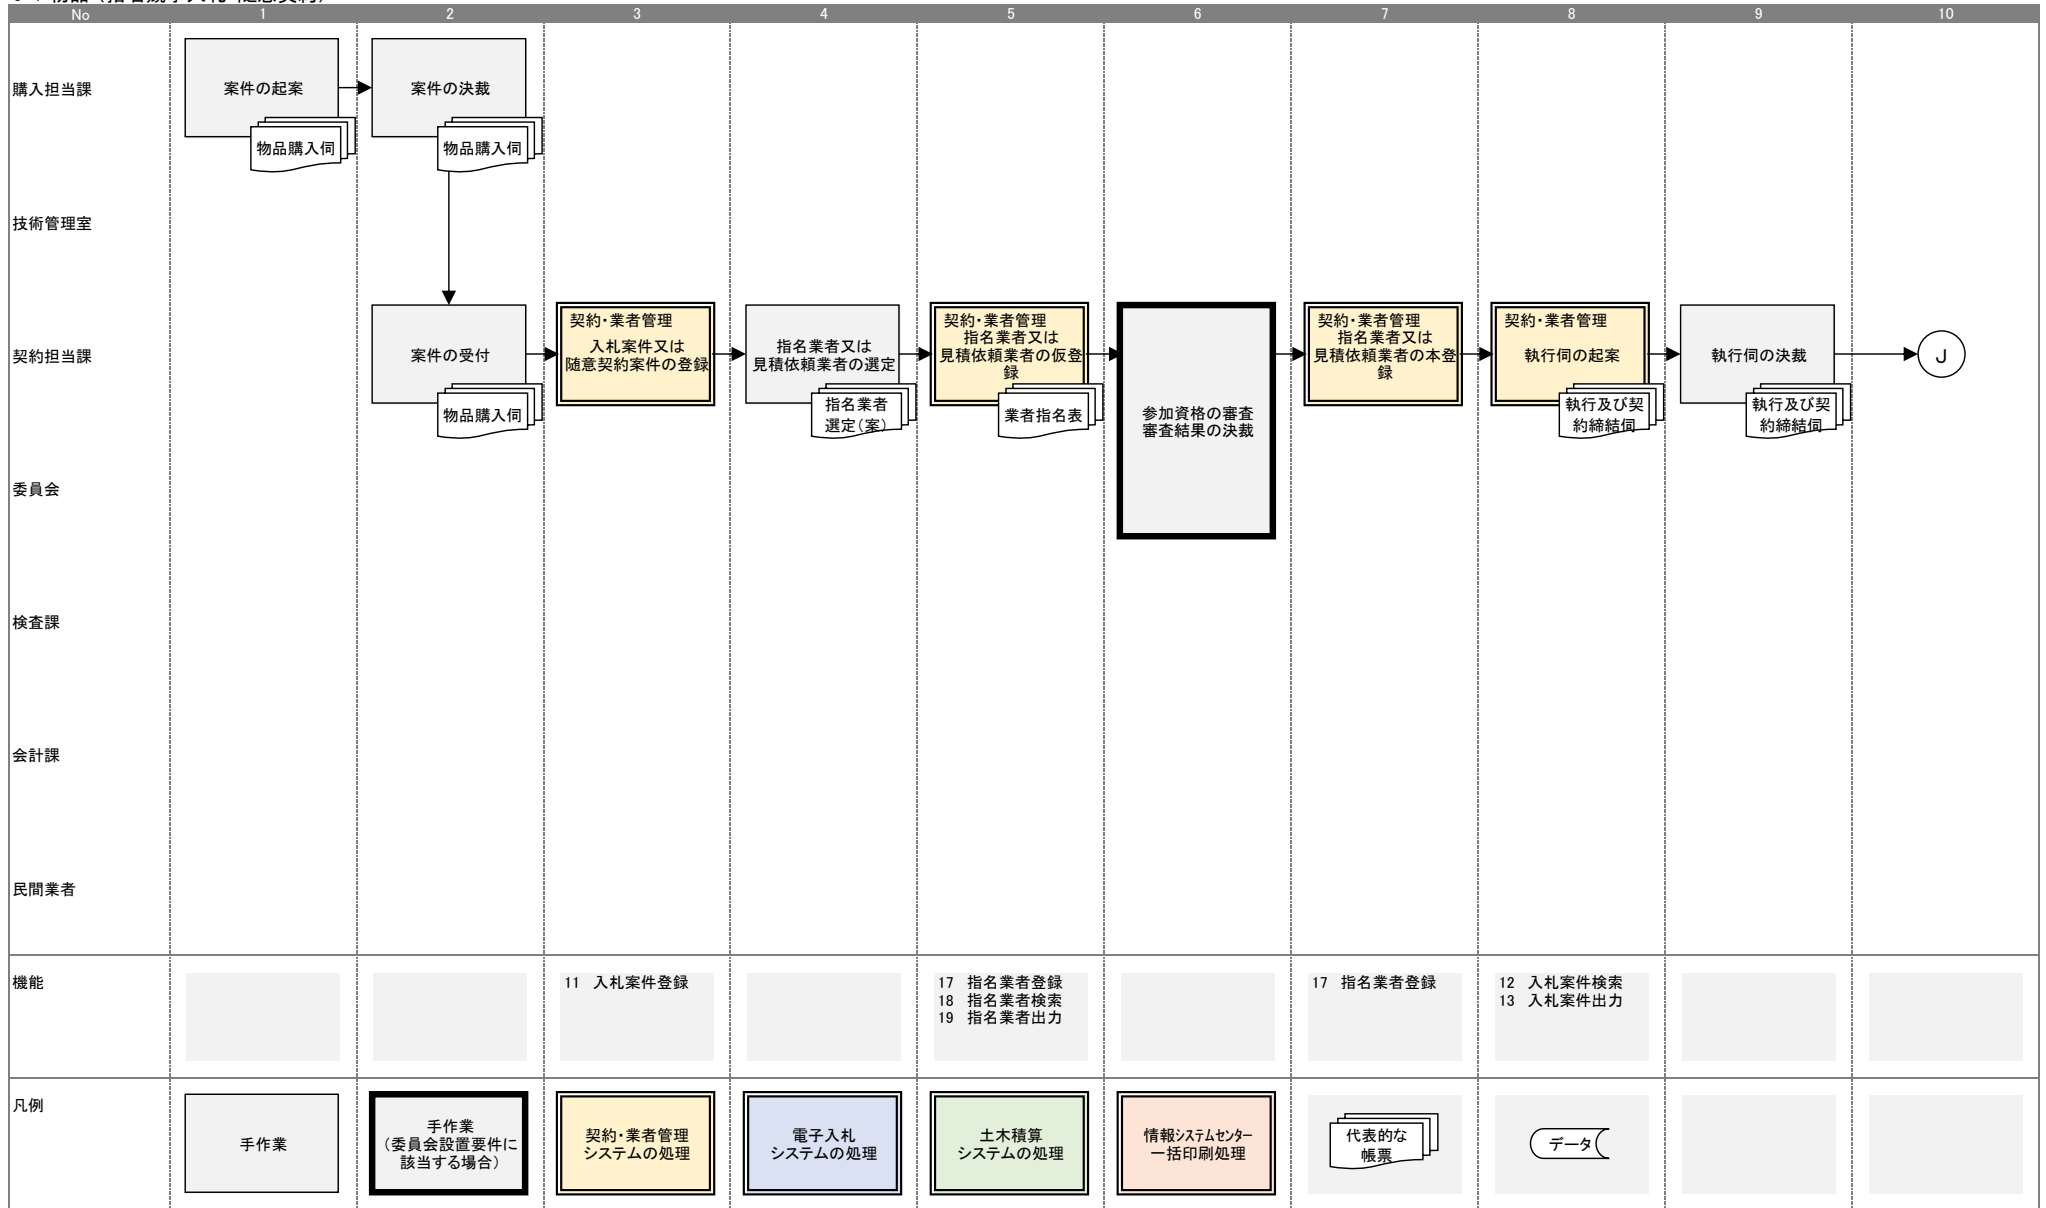 No 1 2 3 4 5 6 7 8 9 10
購入担当課
案件の起案
物品購入伺
案件の決裁
物品購入伺
技術管理室
契約担当課
案件の受付
物品購入伺
契約・業者管理
入札案件又は
随意契約案件の登録
指名業者又は
見積依頼業者の選定
指名業者
選定(案)
契約・業者管理
指名業者又は
見積依頼業者の仮登
録
業者指名表
参加資格の審査
審査結果の決裁
契約・業者管理
指名業者又は
見積依頼業者の本登
録
契約・業者管理
執行伺の起案
執行及び契
約締結伺
執行伺の決裁
執行及び契
約締結伺
J
委員会
検査課
会計課
民間業者
機能
11 入札案件登録
17 指名業者登録
18 指名業者検索
19 指名業者出力
17 指名業者登録
12 入札案件検索
13 入札案件出力
凡例
手作業
手作業
(委員会設置要件に
該当する場合)
契約・業者管理
システムの処理
電子入札
システムの処理
土木積算
システムの処理
情報システムセンター
一括印刷処理
代表的な
帳票
データ